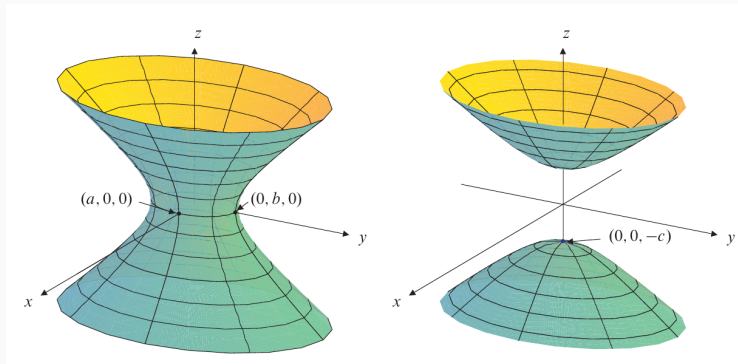 z
(a, 0, 0)
(0, b, 0)
y
x
z
(0, 0, −c)
y
x